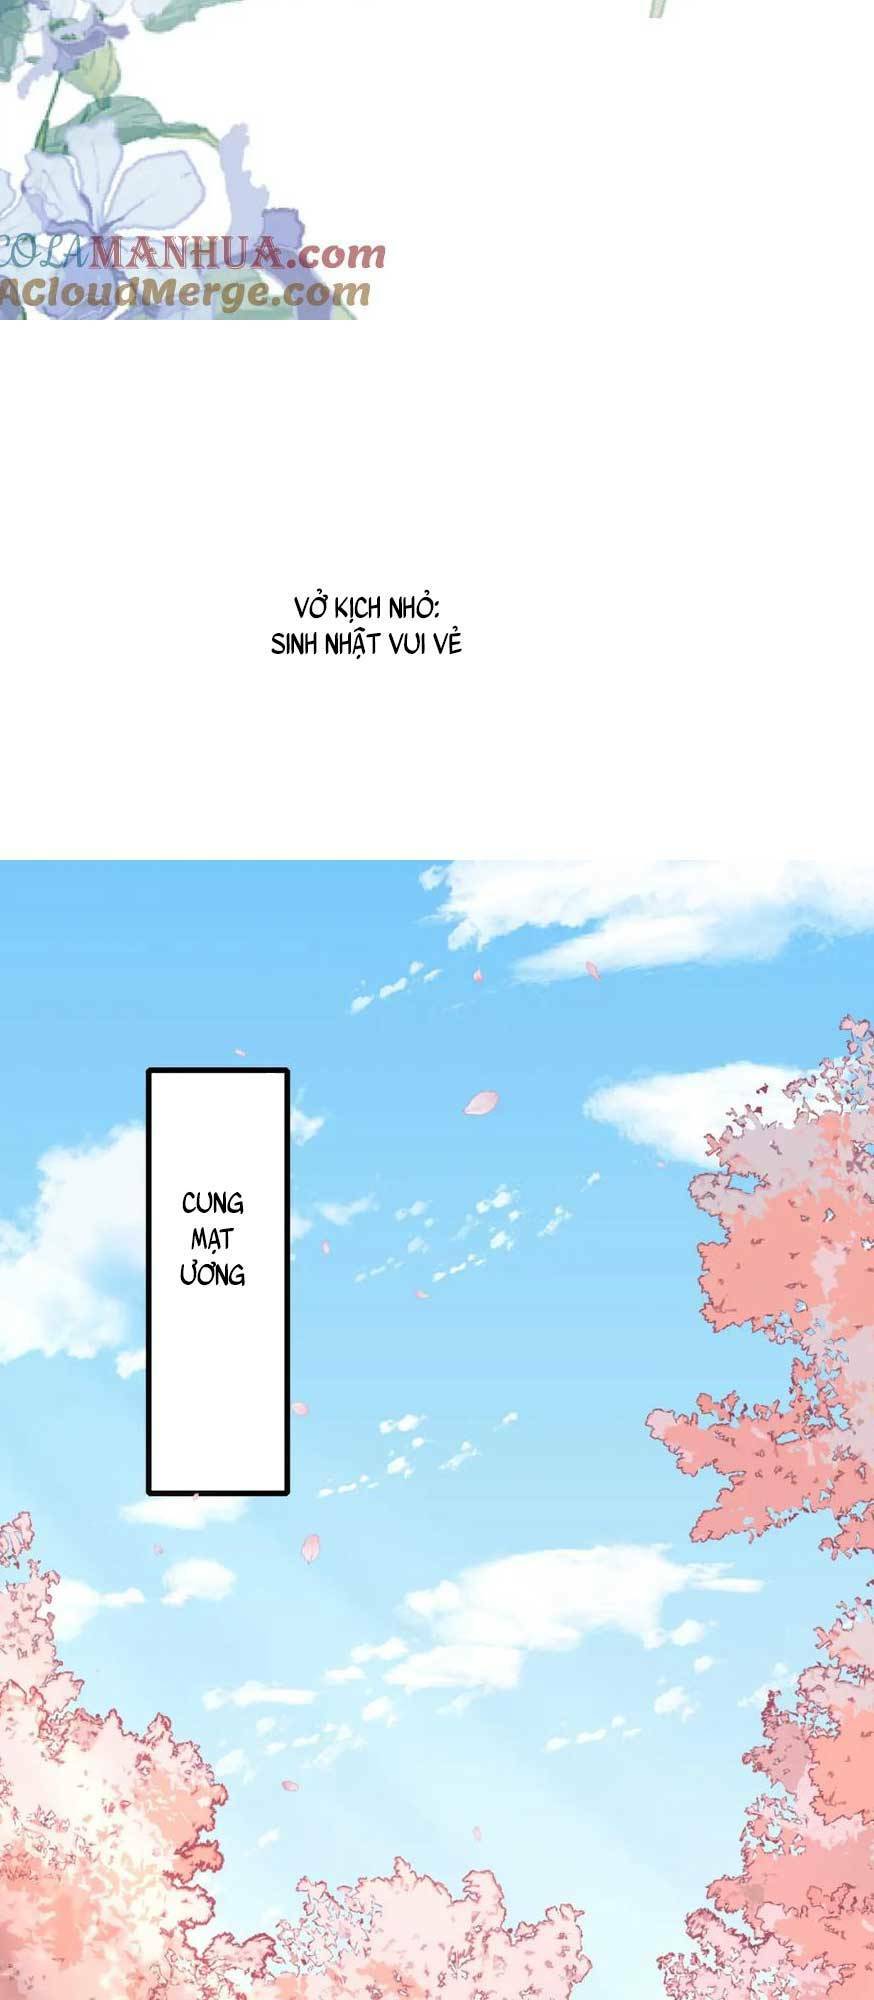 COLAMANHUA.com
ACloudMerge.com
VỞ KỊCH NHỎ:
SINH NHẬT VUI VẺ
CUNG
MẠT
ƯƠNG